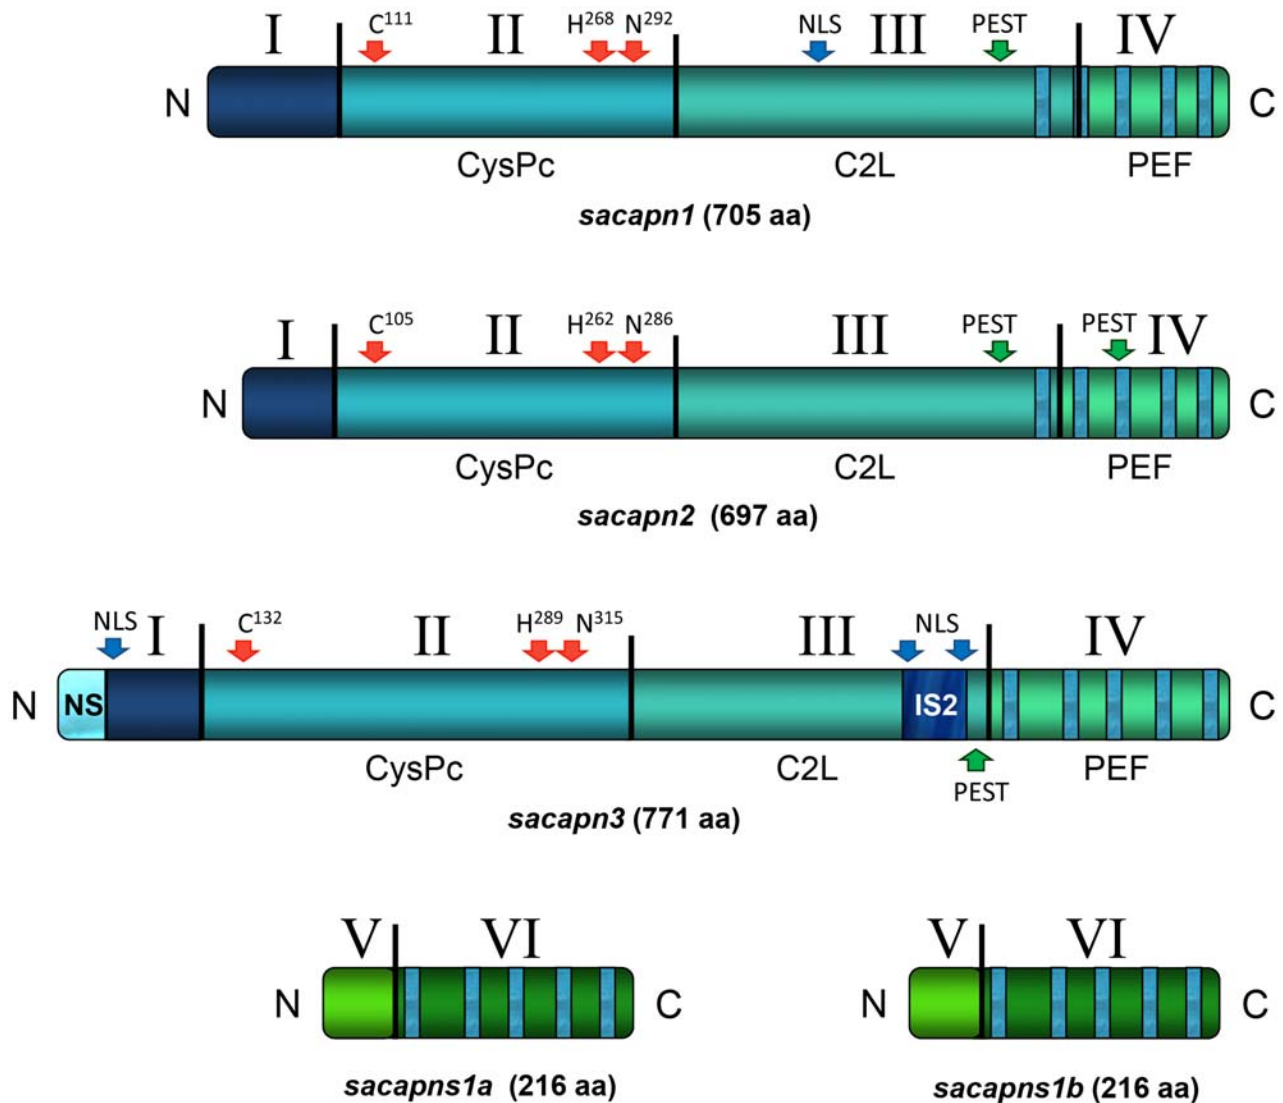 I C¹¹¹ II H²⁶⁸ N²⁹² NLS III PEST IV
N C
CysPc C2L PEF
sacapn1 (705 aa)
I C¹⁰⁵ II H²⁶² N²⁸⁶ III PEST PEST IV
N C
CysPc C2L PEF
sacapn2 (697 aa)
NLS I C¹³² II H²⁸⁹ N³¹⁵ III NLS IV
N NS IS2 C
CysPc C2L PEF
PEST
sacapn3 (771 aa)
V VI V VI
N C N C
sacapns1a (216 aa) sacapns1b (216 aa)